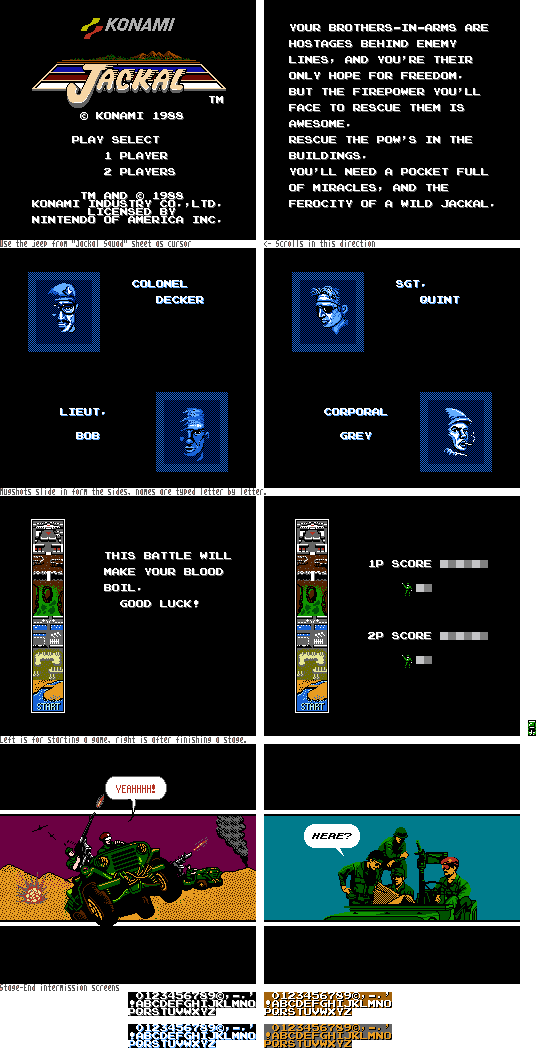 KONAMI
JACKAL
TM
© KONAMI 1988
PLAY SELECT
1 PLAYER
2 PLAYERS
TM AND © 1988
KONAMI INDUSTRY CO.,LTD.
LICENSED BY
NINTENDO OF AMERICA INC.
Use the jeep from "Jackal Squad" sheet as cursor
YOUR BROTHERS-IN-ARMS ARE
HOSTAGES BEHIND ENEMY
LINES, AND YOU'RE THEIR
ONLY HOPE FOR FREEDOM.
BUT THE FIREPOWER YOU'LL
FACE TO RESCUE THEM IS
AWESOME.
RESCUE THE POW'S IN THE
BUILDINGS.
YOU'LL NEED A POCKET FULL
OF MIRACLES, AND THE
FEROCITY OF A WILD JACKAL.
<- Scrolls in this direction
COLONEL
DECKER
LIEUT.
BOB
SGT.
QUINT
CORPORAL
GREY
Mugshots slide in form the sides, names are typed letter by letter.
THIS BATTLE WILL
MAKE YOUR BLOOD
BOIL.
GOOD LUCK!
START
1P SCORE
2P SCORE
START
Left is for starting a game, right is after finishing a stage.
YEAHHHH!
HERE?
Stage-End intermission screens
0123456789©,-.'
!ABCDEFGHIJKLMNO
PQRSTUVWXYZ
0123456789©,-.'
!ABCDEFGHIJKLMNO
PQRSTUVWXYZ
0123456789©,-.'
!ABCDEFGHIJKLMNO
PQRSTUVWXYZ
0123456789©,-.'
!ABCDEFGHIJKLMNO
PQRSTUVWXYZ